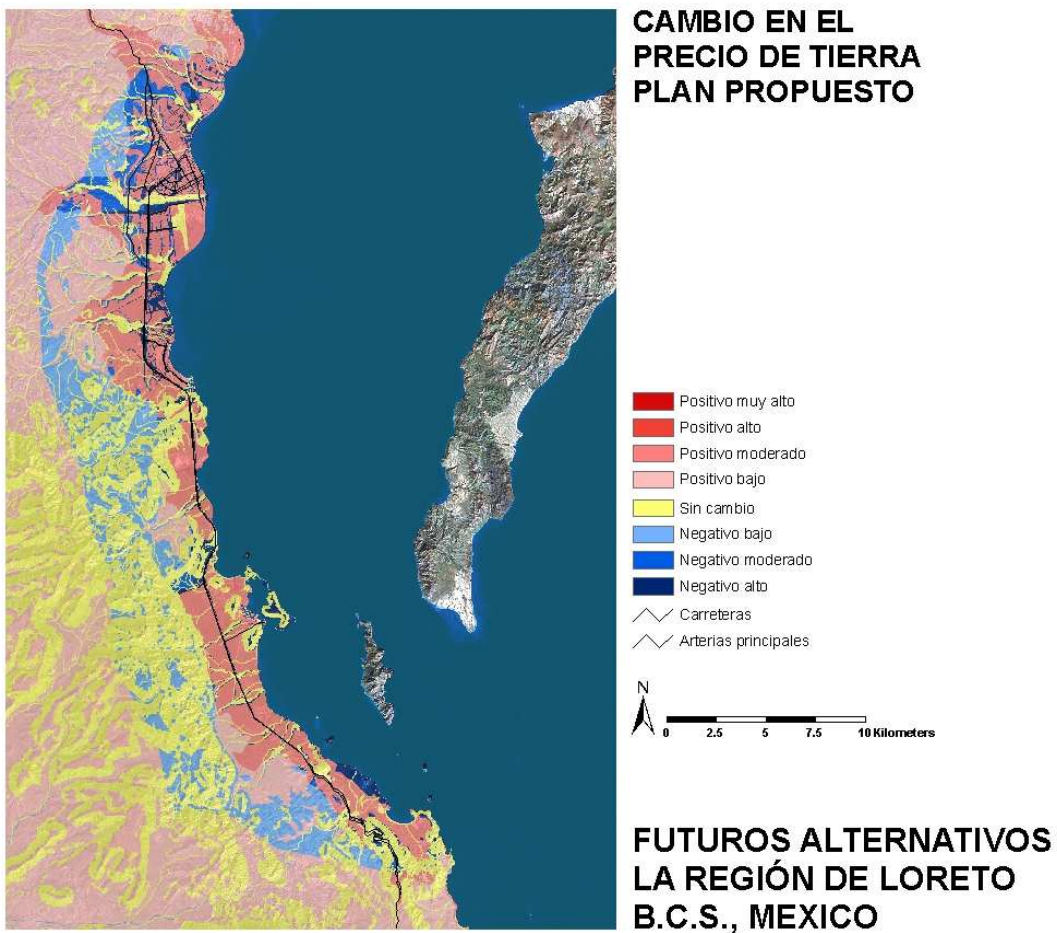 CAMBIO EN EL
PRECIO DE TIERRA
PLAN PROPUESTO
Positivo muy alto
Positivo alto
Positivo moderado
Positivo bajo
Sin cambio
Negativo bajo
Negativo moderado
Negativo alto
Carreteras
Arterias principales
N
0 2.5 5 7.5 10 Kilometers
FUTUROS ALTERNATIVOS
LA REGIÓN DE LORETO
B.C.S., MEXICO